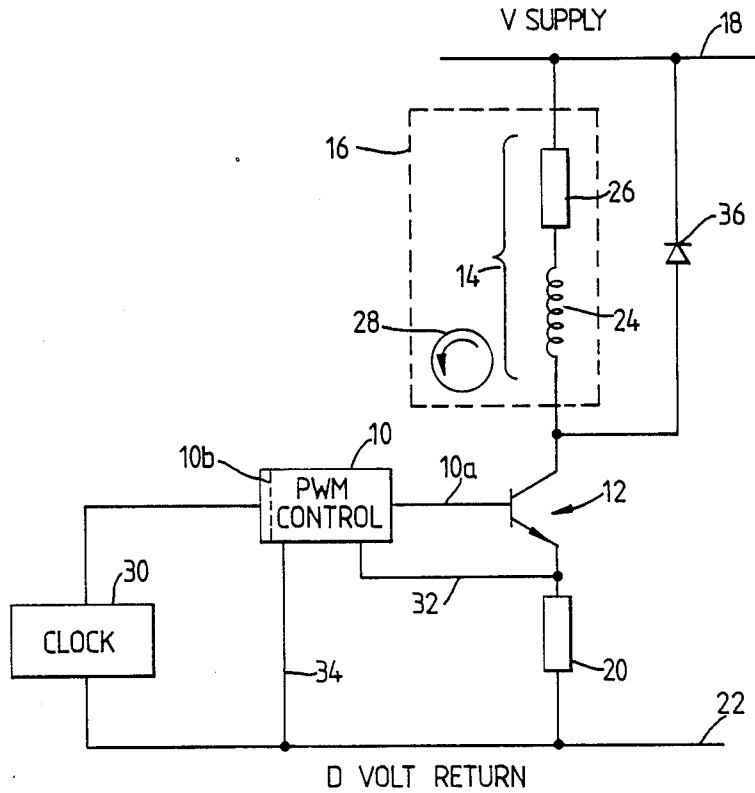 V SUPPLY
18
16
26
36
14
24
28
10
10b
10a
PWM
CONTROL
12
30
32
CLOCK
20
34
22
D VOLT RETURN